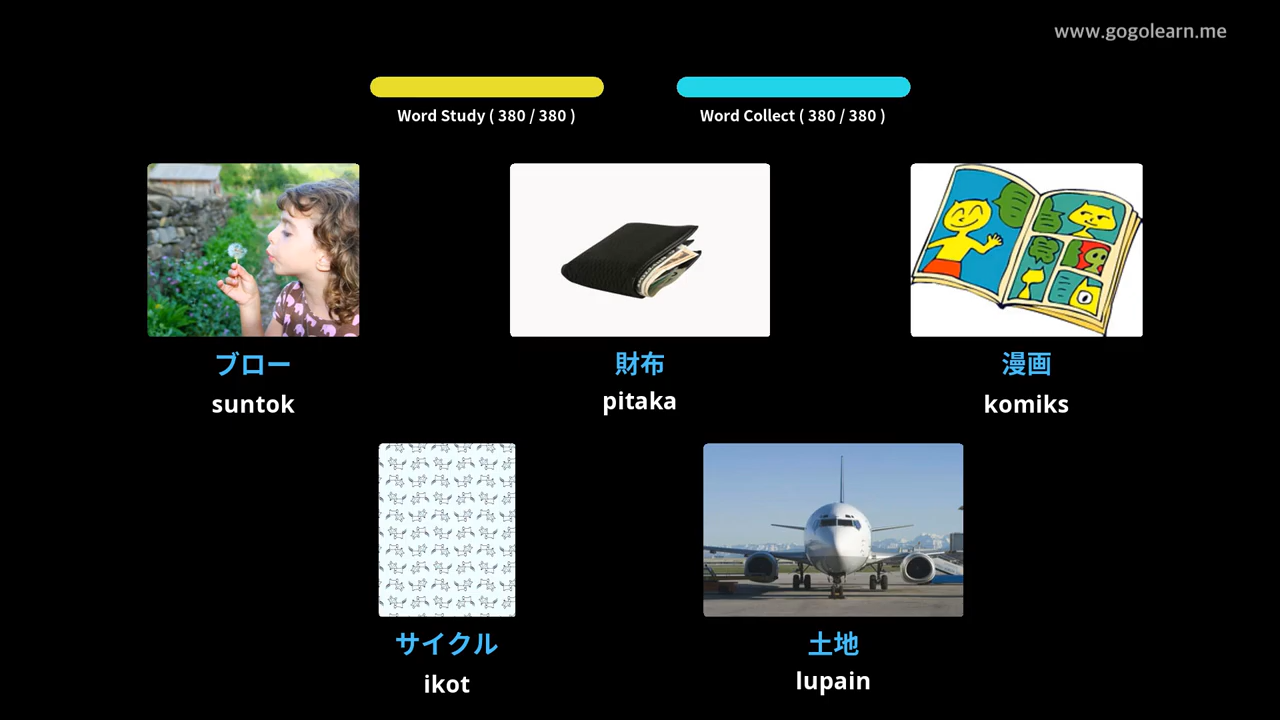 www.gogolearn.me
Word Study ( 380 / 380 )
Word Collect ( 380 / 380 )
ブロー
suntok
財布
pitaka
漫画
komiks
サイクル
ikot
土地
lupain